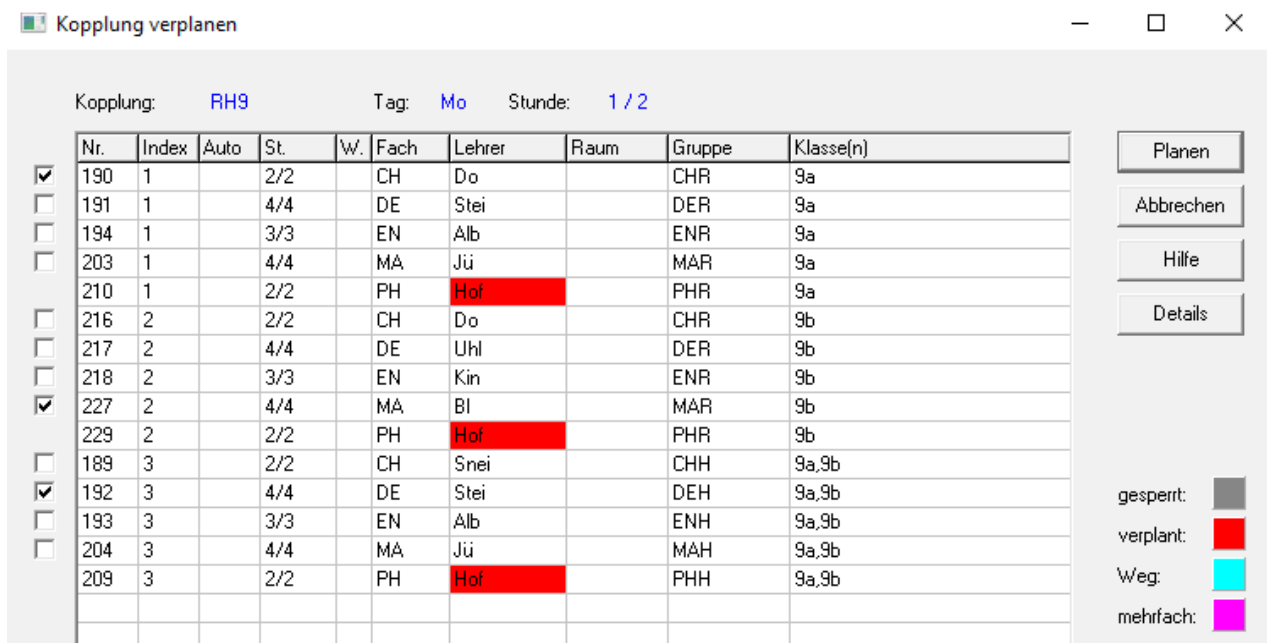 Kopplung verplanen
Kopplung: RH9 Tag: Mo Stunde: 1 / 2
Nr. Index Auto St. W. Fach Lehrer Raum Gruppe Klasse(n)
190 1 2/2 CH Do CHR 9a
191 1 4/4 DE Stei DER 9a
194 1 3/3 EN Alb ENR 9a
203 1 4/4 MA Jü MAR 9a
210 1 2/2 PH Hof PHR 9a
216 2 2/2 CH Do CHR 9b
217 2 4/4 DE Uhl DER 9b
218 2 3/3 EN Kin ENR 9b
227 2 4/4 MA Bl MAR 9b
229 2 2/2 PH Hof PHR 9b
189 3 2/2 CH Snei CHH 9a,9b
192 3 4/4 DE Stei DEH 9a,9b
193 3 3/3 EN Alb ENH 9a,9b
204 3 4/4 MA Jü MAH 9a,9b
209 3 2/2 PH Hof PHH 9a,9b
Planen
Abbrechen
Hilfe
Details
gesperrt:
verplant:
Weg:
mehrfach: